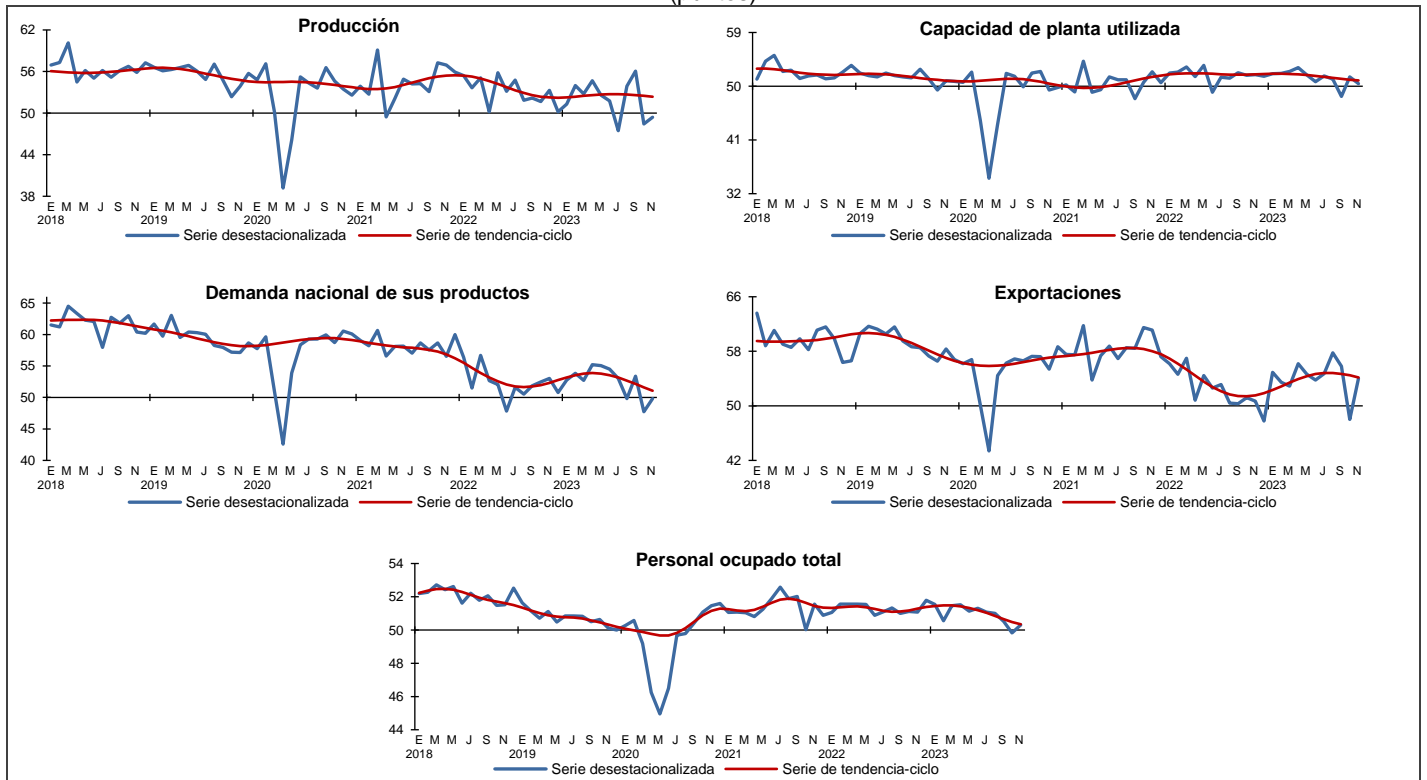 (puntos)
Producción
62
56
50
44
38
E M M J S N E M M J S N E M M J S N E M M J S N E M M J S N E M M J S N
2018 2019 2020 2021 2022 2023
Serie desestacionalizada Serie de tendencia-ciclo
Capacidad de planta utilizada
59
50
41
32
E M M J S N E M M J S N E M M J S N E M M J S N E M M J S N E M M J S N
2018 2019 2020 2021 2022 2023
Serie desestacionalizada Serie de tendencia-ciclo
Demanda nacional de sus productos
65
60
55
50
45
40
E M M J S N E M M J S N E M M J S N E M M J S N E M M J S N E M M J S N
2018 2019 2020 2021 2022 2023
Serie desestacionalizada Serie de tendencia-ciclo
Exportaciones
66
58
50
42
E M M J S N E M M J S N E M M J S N E M M J S N E M M J S N E M M J S N
2018 2019 2020 2021 2022 2023
Serie desestacionalizada Serie de tendencia-ciclo
Personal ocupado total
54
52
50
48
46
44
E M M J S N E M M J S N E M M J S N E M M J S N E M M J S N E M M J S N
2018 2019 2020 2021 2022 2023
Serie desestacionalizada Serie de tendencia-ciclo